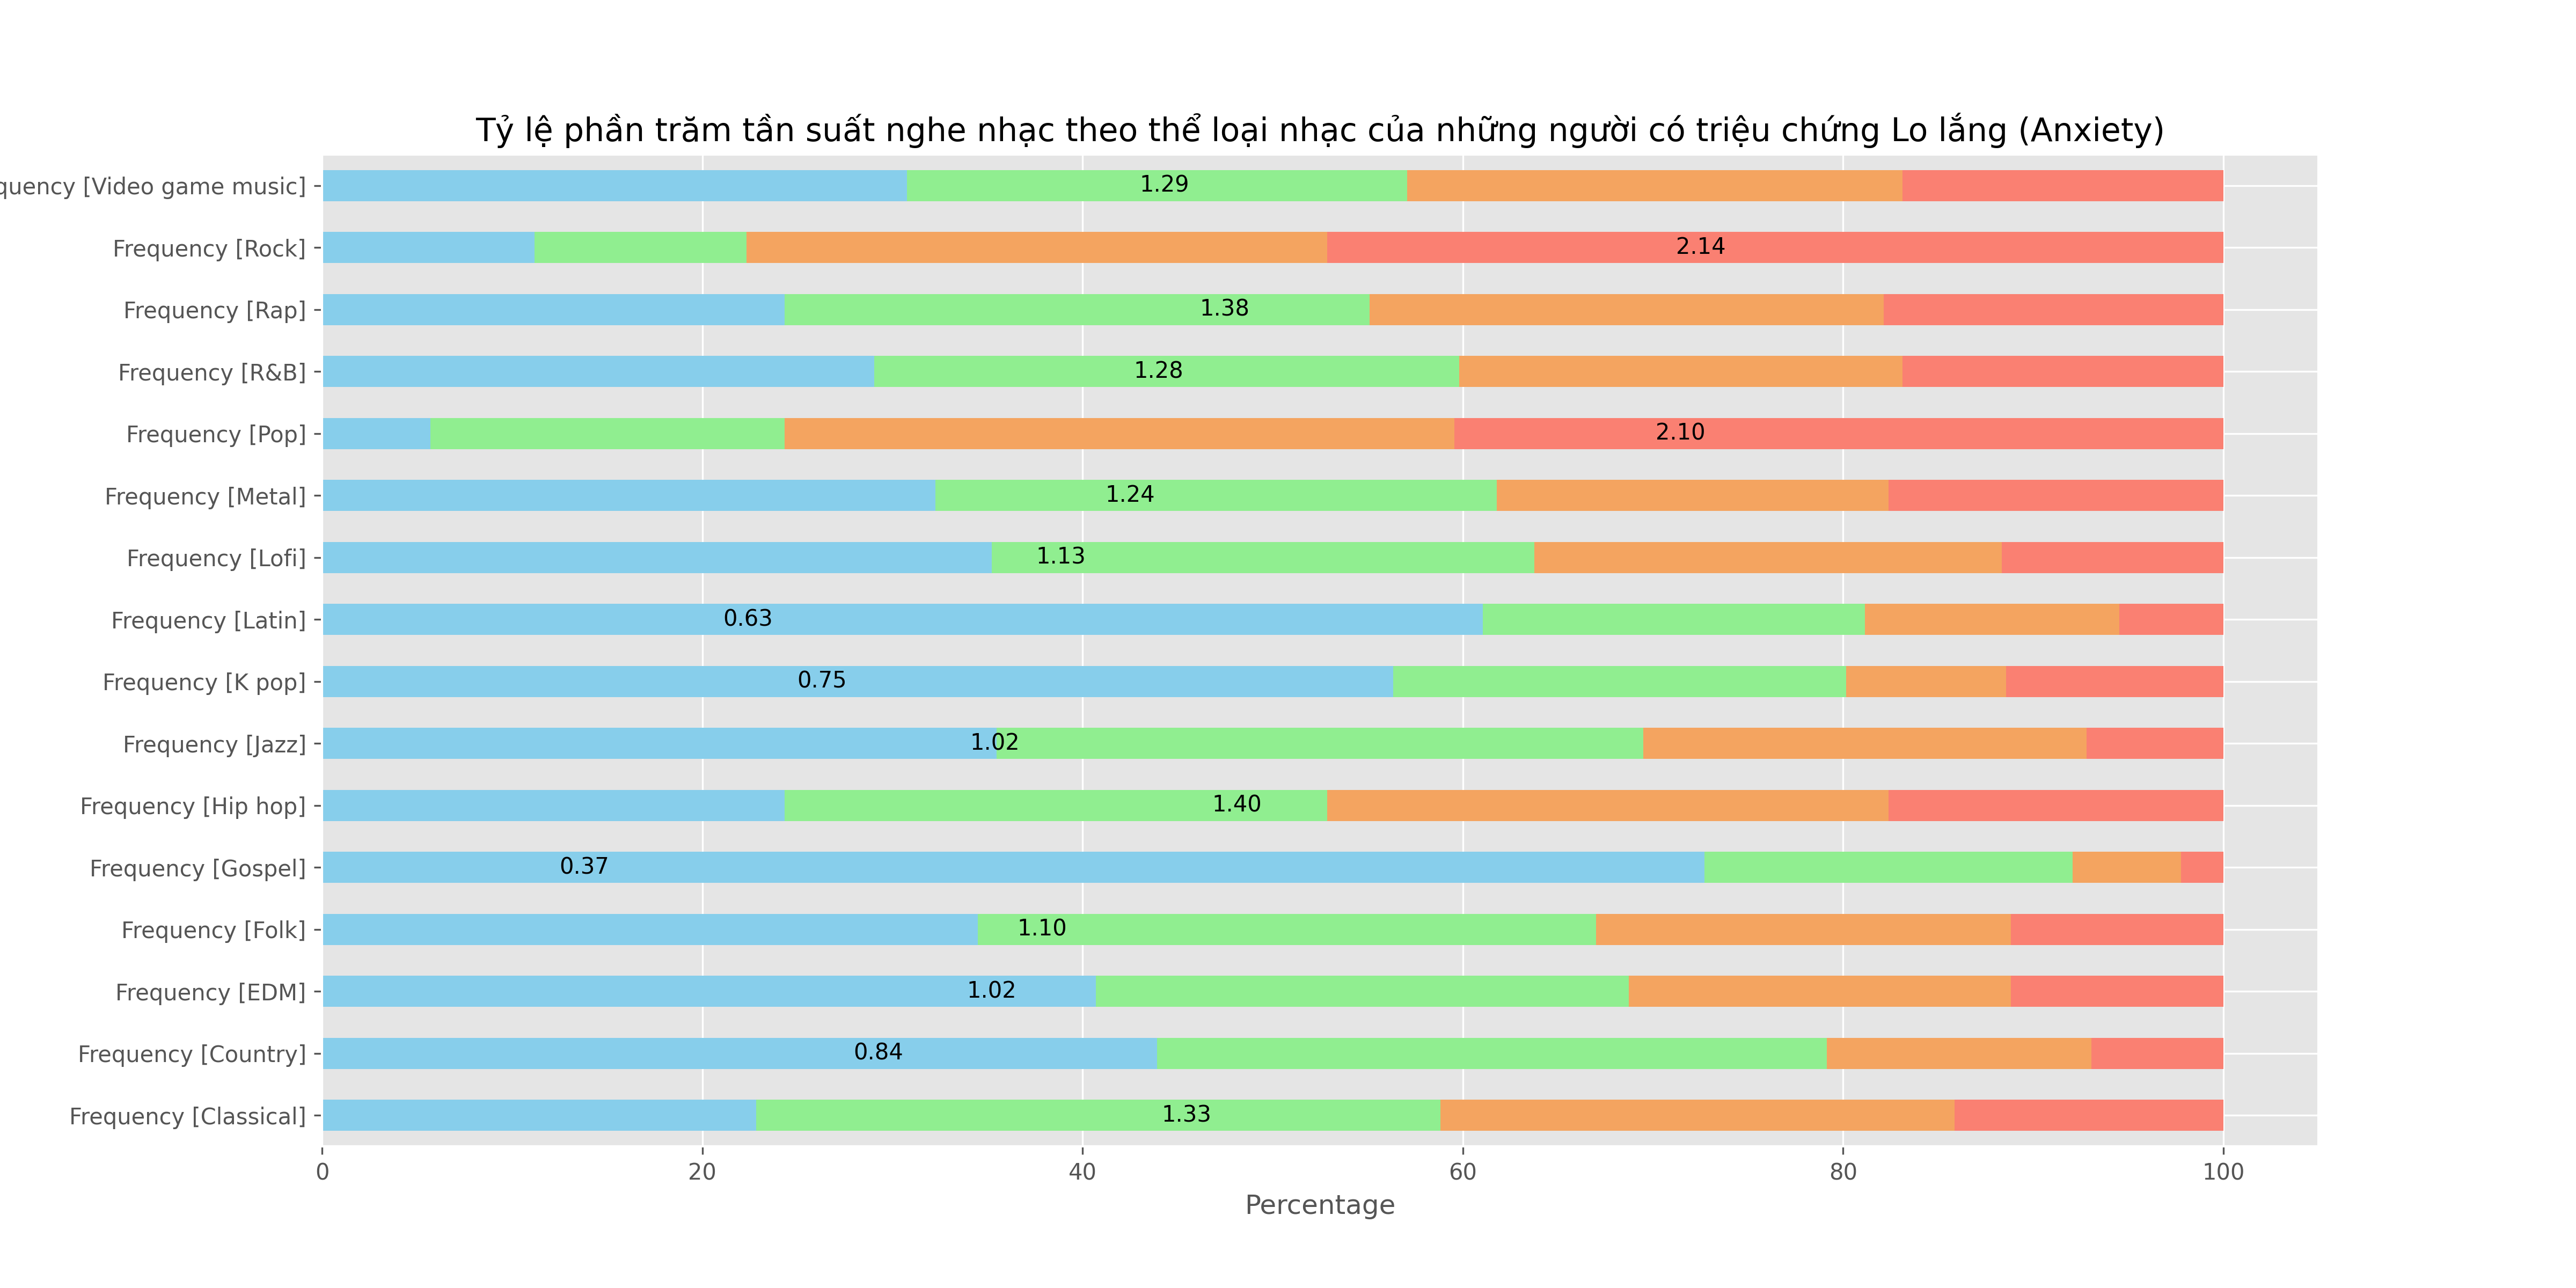 Tỷ lệ phần trăm tần suất nghe nhạc theo thể loại nhạc của những người có triệu chứng Lo lắng (Anxiety)
quency [Video game music] 1.29
Frequency [Rock] 2.14
Frequency [Rap] 1.38
Frequency [R&B] 1.28
Frequency [Pop] 2.10
Frequency [Metal] 1.24
Frequency [Lofi] 1.13
Frequency [Latin] 0.63
Frequency [K pop] 0.75
Frequency [Jazz] 1.02
Frequency [Hip hop] 1.40
Frequency [Gospel] 0.37
Frequency [Folk] 1.10
Frequency [EDM] 1.02
Frequency [Country] 0.84
Frequency [Classical] 1.33
0 20 40 60 80 100
Percentage